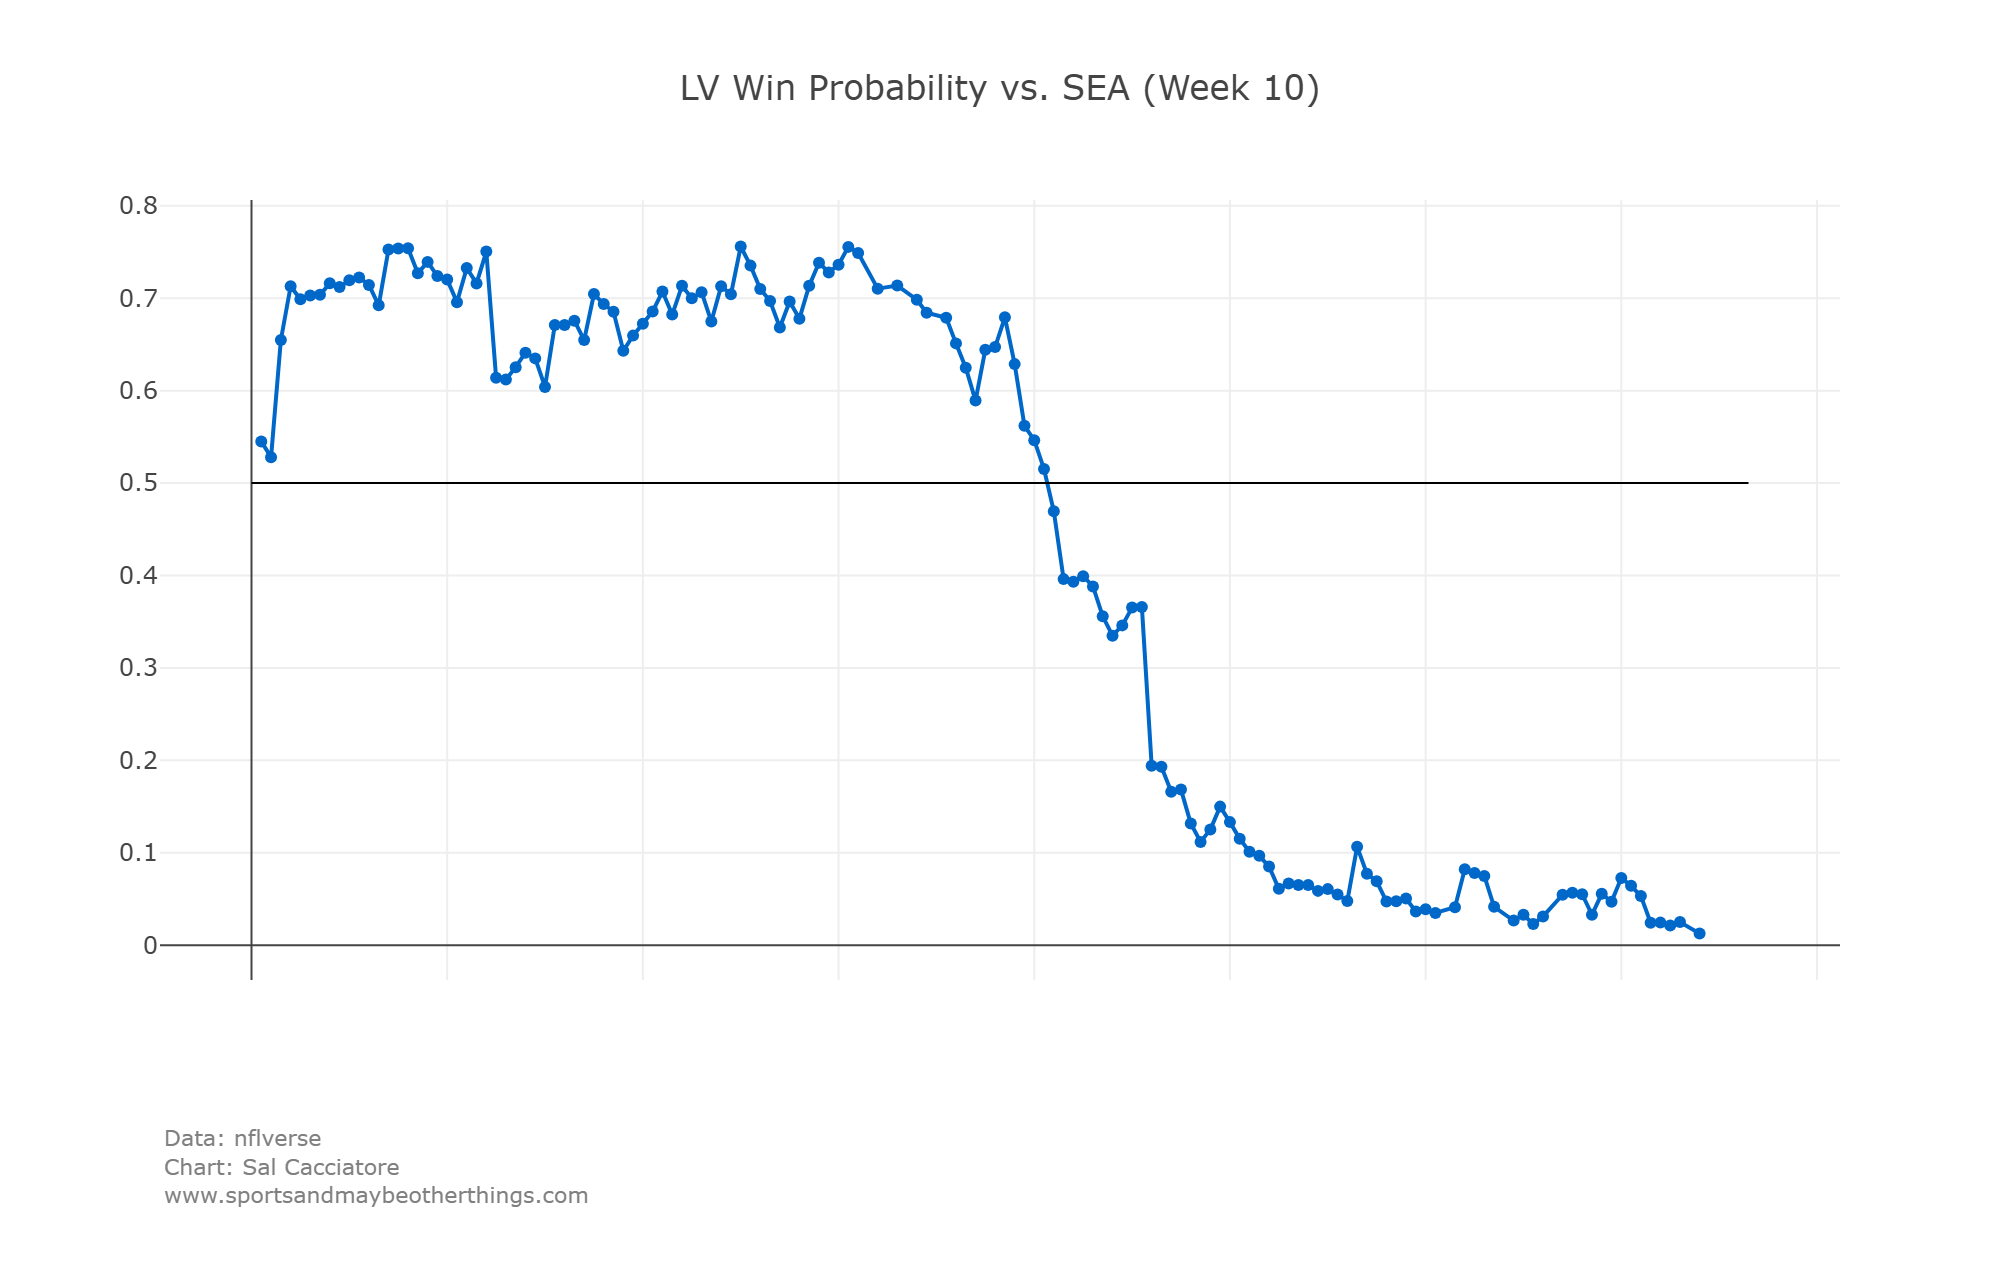 LV Win Probability vs. SEA (Week 10)
0.8
0.7
0.6
0.5
0.4
0.3
0.2
0.1
0
Data: nflverse
Chart: Sal Cacciatore
www.sportsandmaybeotherthings.com